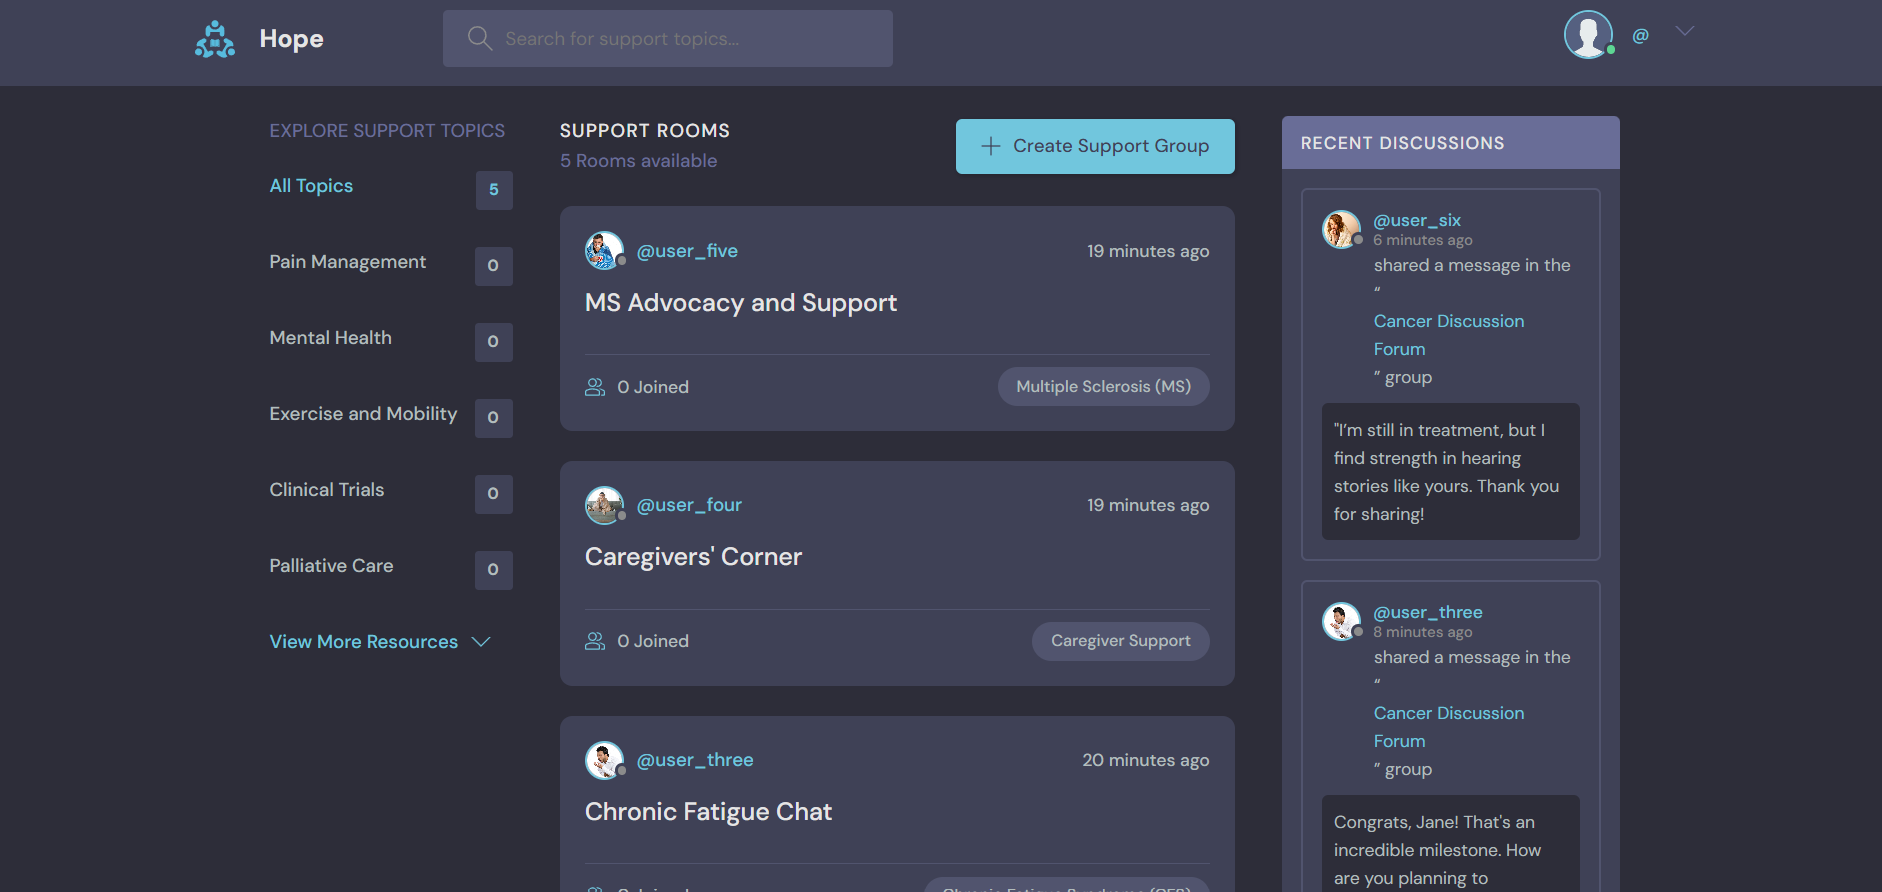 Hope
Search for support topics...
@
EXPLORE SUPPORT TOPICS
All Topics
5
Pain Management
0
Mental Health
0
Exercise and Mobility
0
Clinical Trials
0
Palliative Care
0
View More Resources
SUPPORT ROOMS
5 Rooms available
Create Support Group
@user_five
19 minutes ago
MS Advocacy and Support
0 Joined
Multiple Sclerosis (MS)
@user_four
19 minutes ago
Caregivers' Corner
0 Joined
Caregiver Support
@user_three
20 minutes ago
Chronic Fatigue Chat
RECENT DISCUSSIONS
@user_six
6 minutes ago
shared a message in the
“
Cancer Discussion
Forum
” group
"I’m still in treatment, but I
find strength in hearing
stories like yours. Thank you
for sharing!
@user_three
8 minutes ago
shared a message in the
“
Cancer Discussion
Forum
” group
Congrats, Jane! That's an
incredible milestone. How
are you planning to